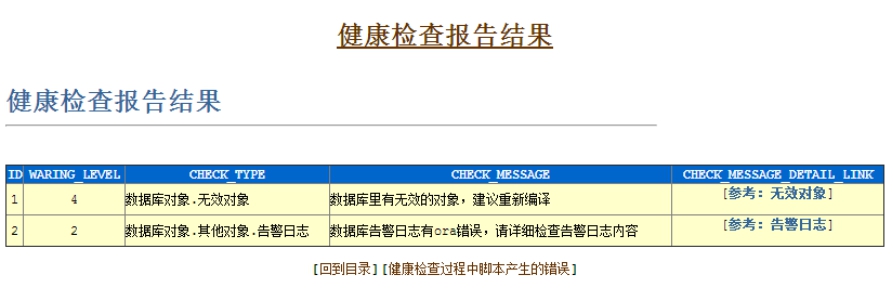 健康检查报告结果
健康检查报告结果
ID WARING_LEVEL CHECK_TYPE CHECK_MESSAGE CHECK_MESSAGE_DETAIL_LINK
1 4 数据库对象.无效对象 数据库里有无效的对象，建议重新编译 [参考：无效对象]
2 2 数据库对象.其他对象.告警日志 数据库告警日志有ora错误，请详细检查告警日志内容 [参考：告警日志]
[回到目录] [健康检查过程中脚本产生的错误]